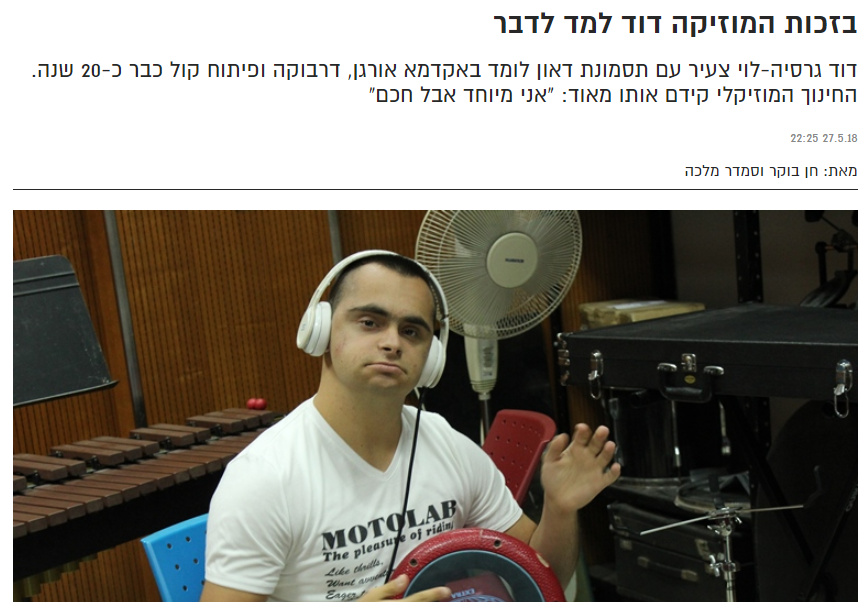 בזכות המוזיקה דוד למד לדבר
דוד גרסיה-לוי צעיר עם תסמונת דאון לומד באקדמא אורגן, דרבוקה ופיתוח קול כבר כ-20 שנה.
החינוך המוזיקלי קידם אותו מאוד: "אני מיוחד אבל חכם"
27.5.18 22:25
מאת: חן בוקר וסמדר מלכה
MOTOLAB
The pleasure of riding
Like thrills,